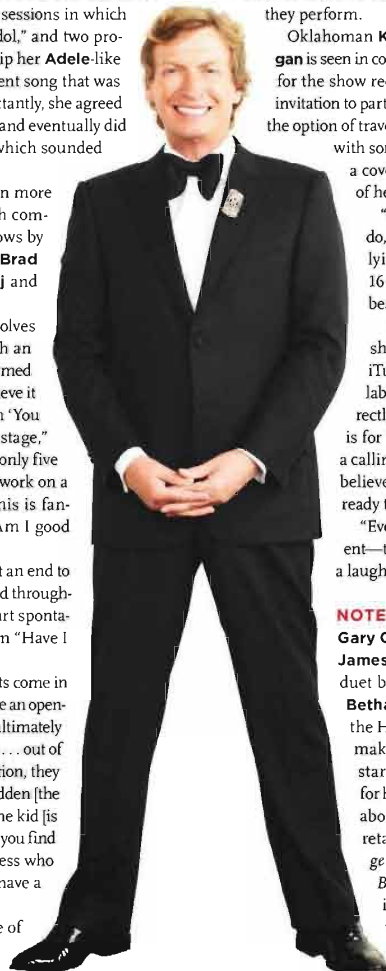 sessions in which
dol," and two pro-
ip her Adele-like
ent song that was
tantly, she agreed
and eventually did
which sounded
n more
h com-
ows by
Brad
j and
olves
h an
med
eve it
n 'You
stage,"
only five
work on a
his is fan-
Am I good
t an end to
d through-
rt sponta-
n "Have I
ts come in
e an open-
ltimately
. . . out of
tion, they
dden [the
he kid [is
you find
ess who
have a
e of
they perform.
Oklahoman K
gan is seen in co
for the show re
invitation to part
the option of trave
with son
a cove
of he
"
do,
lyi
16
be
sh
iTu
lab
rectl
is for
a callin
believe
ready t
"Eve
ent—t
a laugh
NOTE
Gary C
James
duet b
Betha
the H
mak
star
for h
abo
reta
ge
B
i